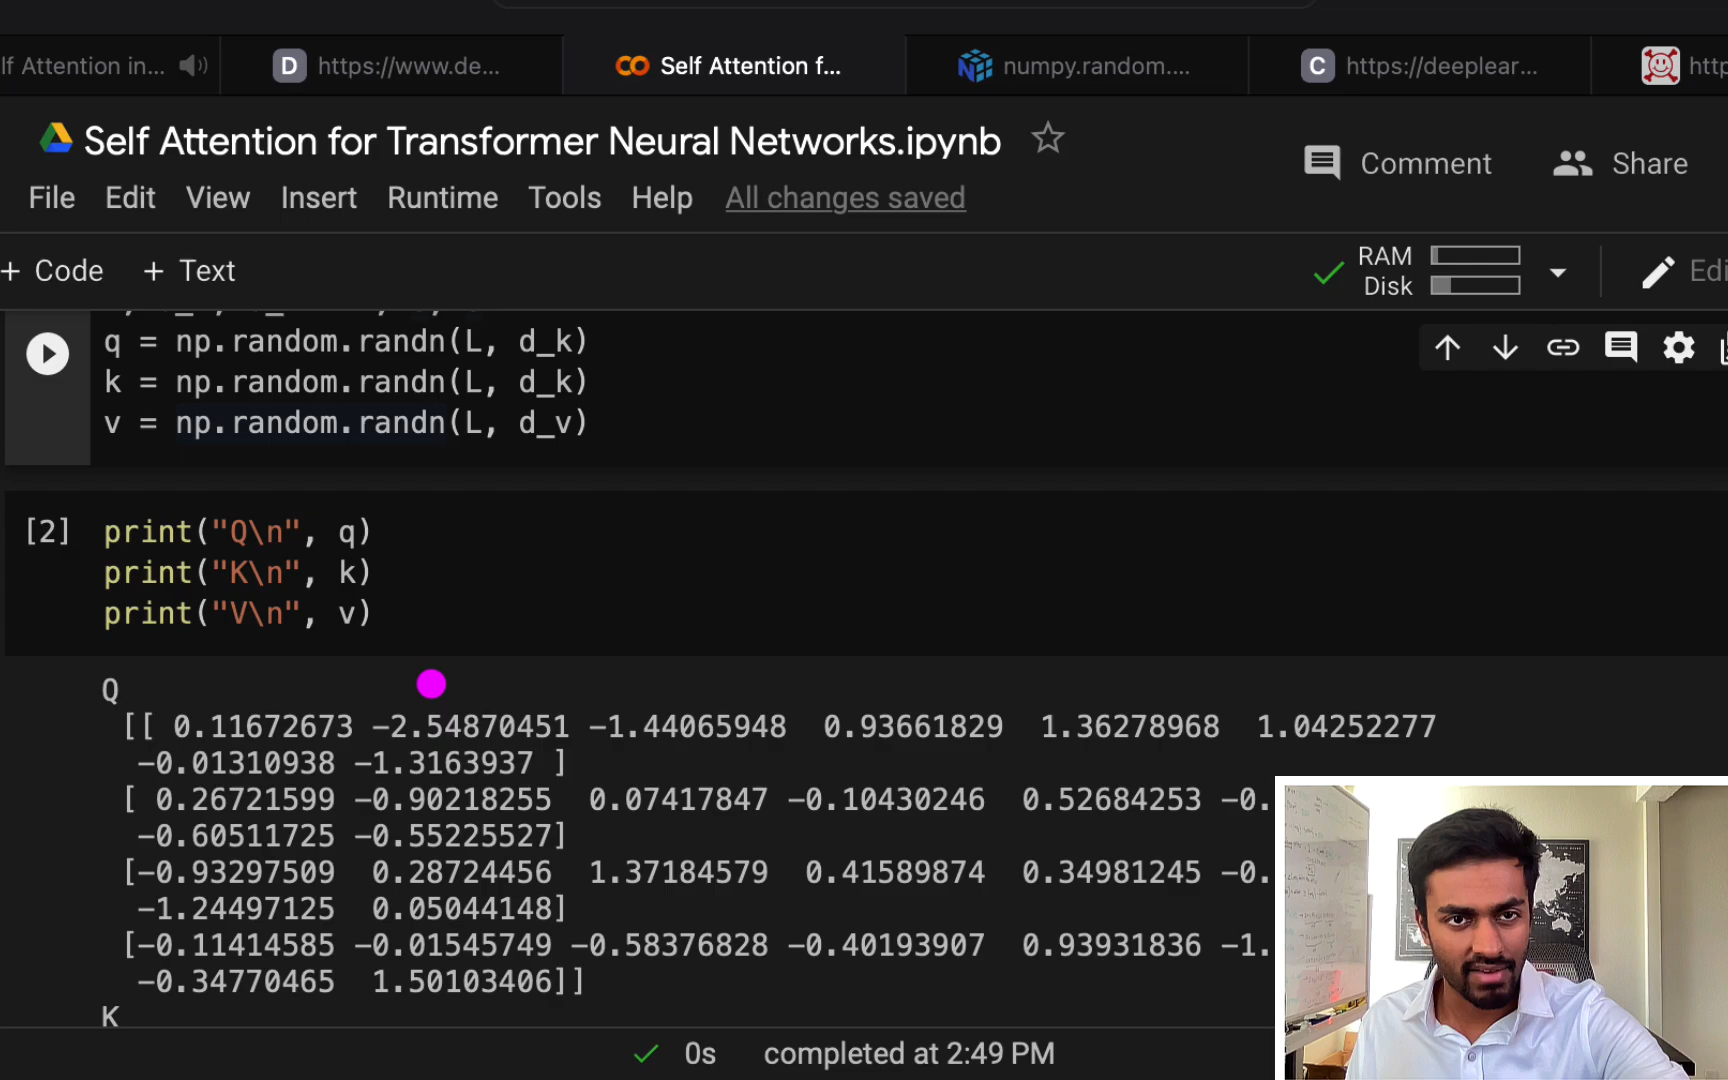 lf Attention in...
D https://www.de...
CO Self Attention f...
numpy.random....
C https://deeplear...
http
Self Attention for Transformer Neural Networks.ipynb
Comment
Share
File Edit View Insert Runtime Tools Help All changes saved
+ Code + Text
RAM
Disk
Edi
q = np.random.randn(L, d_k)
k = np.random.randn(L, d_k)
v = np.random.randn(L, d_v)
[2] print("Q\n", q)
print("K\n", k)
print("V\n", v)
Q
[[ 0.11672673 −2.54870451 −1.44065948 0.93661829 1.36278968 1.04252277
−0.01310938 −1.3163937 ]
[ 0.26721599 −0.90218255 0.07417847 −0.10430246 0.52684253 −0.
−0.60511725 −0.55225527]
[−0.93297509 0.28724456 1.37184579 0.41589874 0.34981245 −0.
−1.24497125 0.05044148]
[−0.11414585 −0.01545749 −0.58376828 −0.40193907 0.93931836 −1.
−0.34770465 1.50103406]]
K
0s completed at 2:49 PM